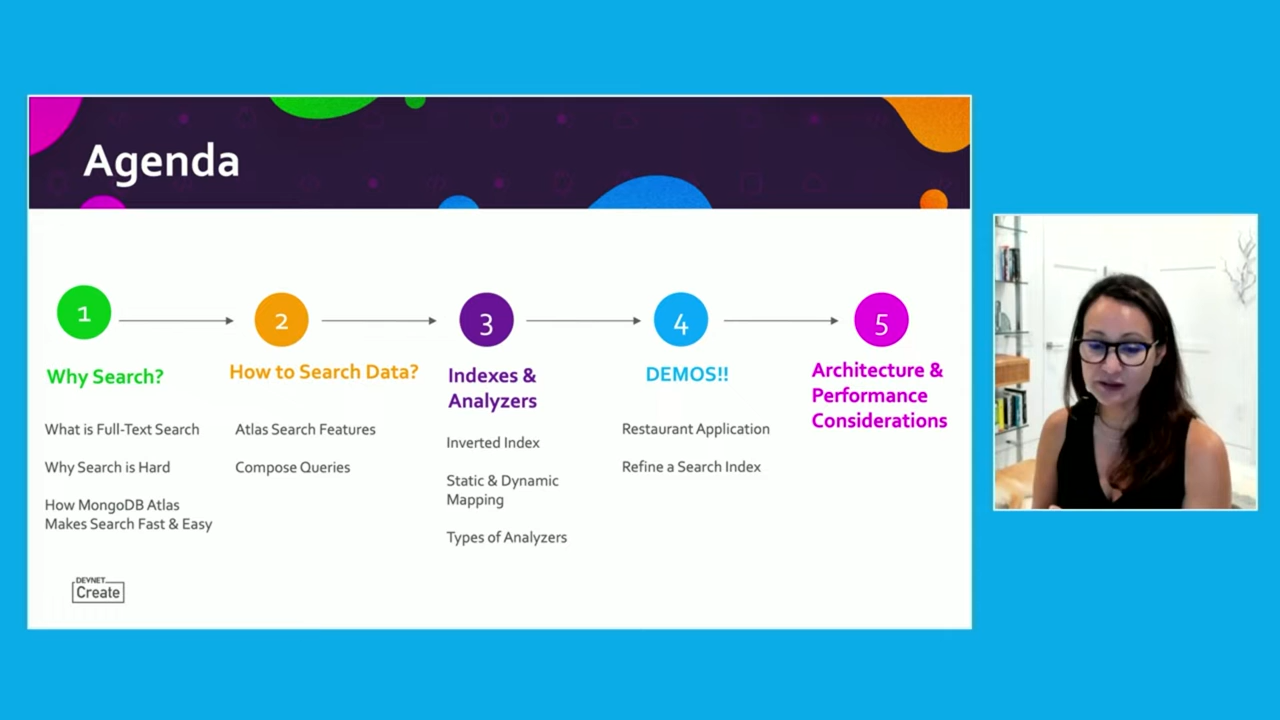 Agenda
1
Why Search?
What is Full-Text Search
Why Search is Hard
How MongoDB Atlas
Makes Search Fast & Easy
2
How to Search Data?
Atlas Search Features
Compose Queries
3
Indexes &
Analyzers
Inverted Index
Static & Dynamic
Mapping
Types of Analyzers
4
DEMOS!!
Restaurant Application
Refine a Search Index
5
Architecture &
Performance
Considerations
DEVNET
Create